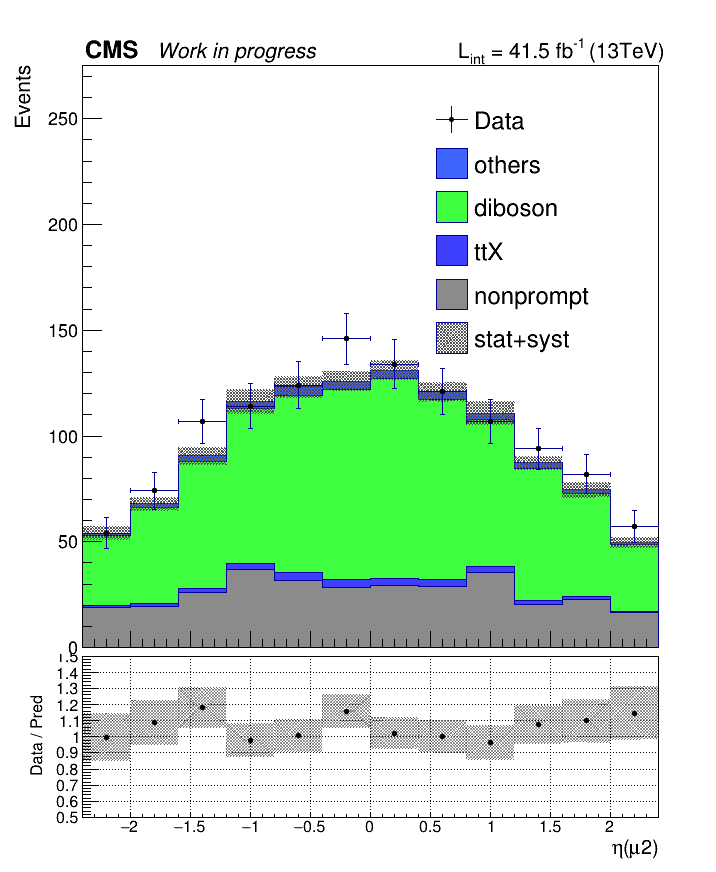 CMS Work in progress L_int = 41.5 fb^-1 (13TeV)
Events
250
200
150
100
50
0
Data
others
diboson
ttX
nonprompt
stat+syst
Data / Pred
1.5
1.4
1.3
1.2
1.1
1
0.9
0.8
0.7
0.6
0.5
−2 −1.5 −1 −0.5 0 0.5 1 1.5 2
η(μ2)